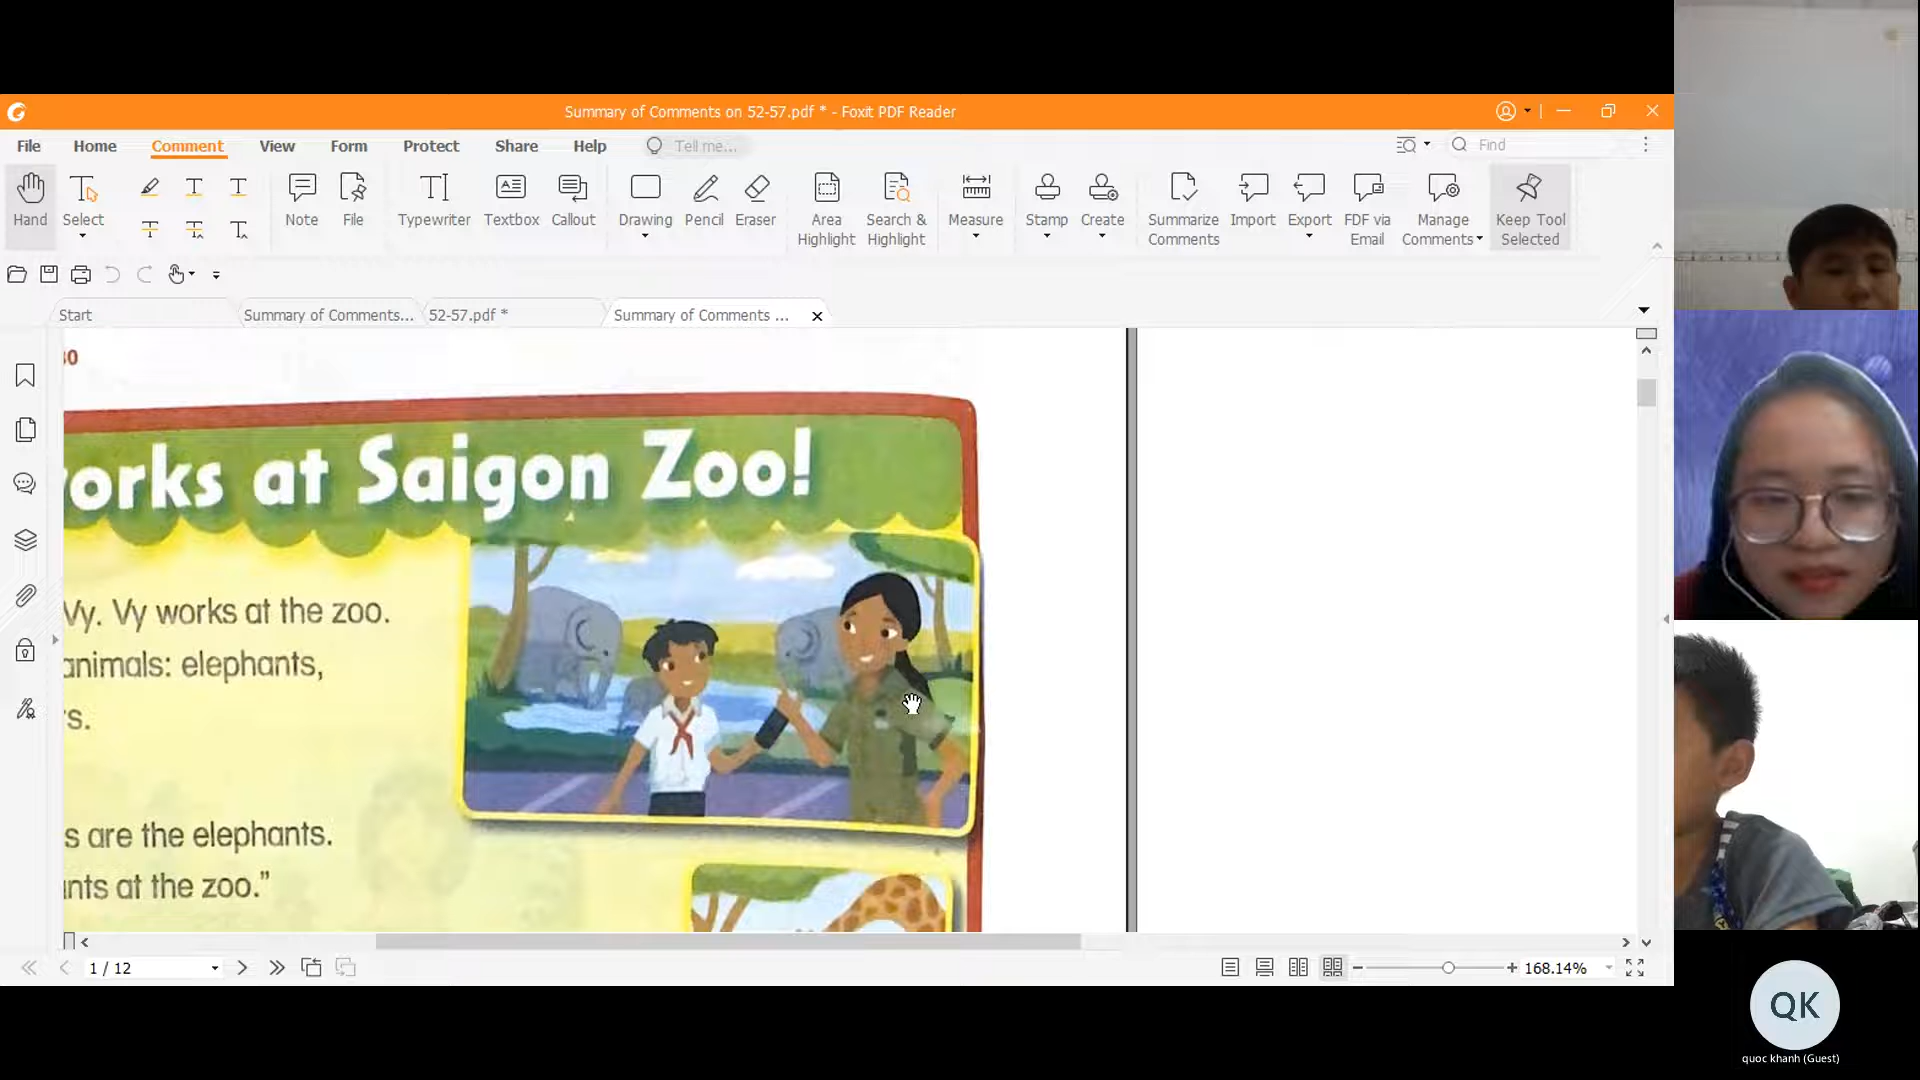 Summary of Comments on 52-57.pdf * - Foxit PDF Reader
File Home Comment View Form Protect Share Help Tell me... Find
Hand Select Note File Typewriter Textbox Callout Drawing Pencil Eraser Area Highlight Search & Highlight Measure Stamp Create Summarize Comments Import Export FDF via Email Manage Comments Keep Tool Selected
Start Summary of Comments... 52-57.pdf * Summary of Comments ...
orks at Saigon Zoo!
Vy. Vy works at the zoo.
animals: elephants,
s.
s are the elephants.
nts at the zoo."
1 / 12 168.14%
QK
quoc khanh (Guest)